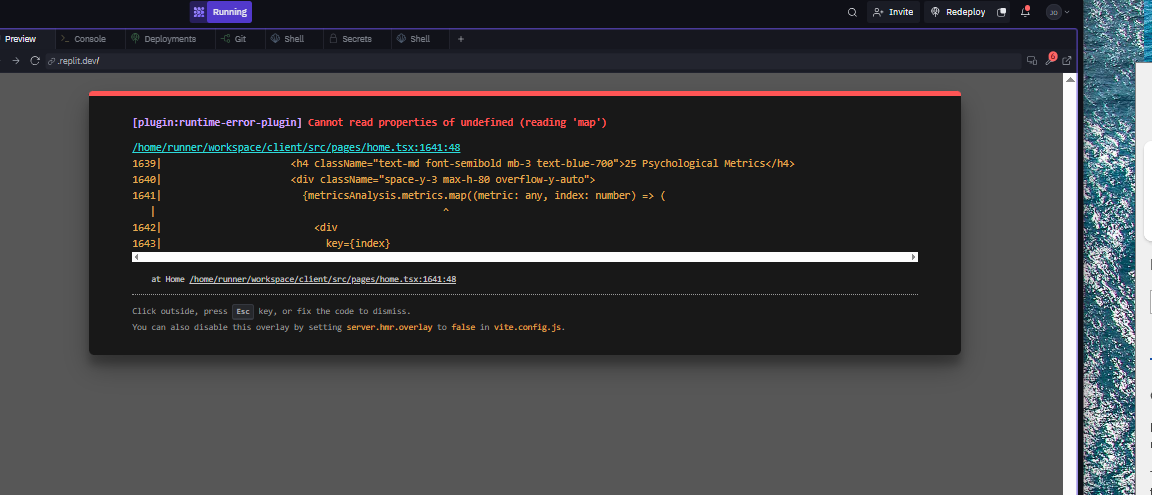 Running
Invite
Redeploy
JD
Preview
Console
Deployments
Git
Shell
Secrets
Shell
.replit.dev/
6
[plugin:runtime-error-plugin] Cannot read properties of undefined (reading 'map')
/home/runner/workspace/client/src/pages/home.tsx:1641:48
1639| <h4 className="text-md font-semibold mb-3 text-blue-700">25 Psychological Metrics</h4>
1640| <div className="space-y-3 max-h-80 overflow-y-auto">
1641| {metricsAnalysis.metrics.map((metric: any, index: number) => (
| ^
1642| <div
1643| key={index}
at Home /home/runner/workspace/client/src/pages/home.tsx:1641:48
Click outside, press Esc key, or fix the code to dismiss.
You can also disable this overlay by setting server.hmr.overlay to false in vite.config.js.